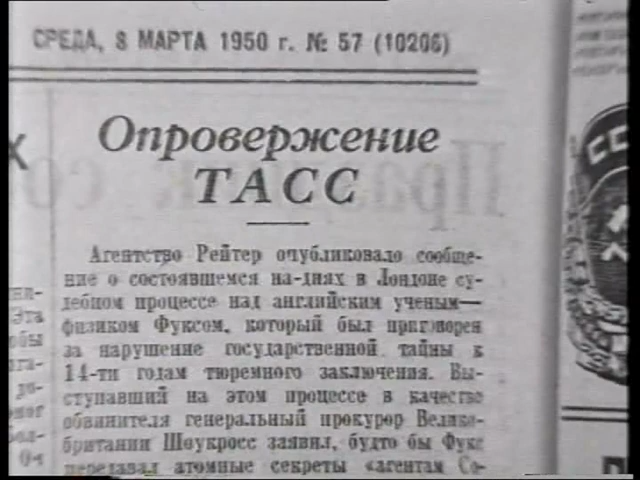 СРЕДА, 8 МАРТА 1950 г. № 57 (10206)
Опровержение
ТАСС
Агентство Рейтер опубликовало сообще-
ние о состоявшемся на-днях в Лондоне су-
дебном процессе над английским ученым—
физиком Фуксом, который был приговорен
за нарушение государственной тайны к
14-ти годам тюремного заключения. Вы-
ступавший на этом процессе в качестве
обвинителя генеральный прокурор Велико-
британии Шоукросс заявил, будто бы Фукс
передавал атомные секреты «агентам Со-
Эта
СС